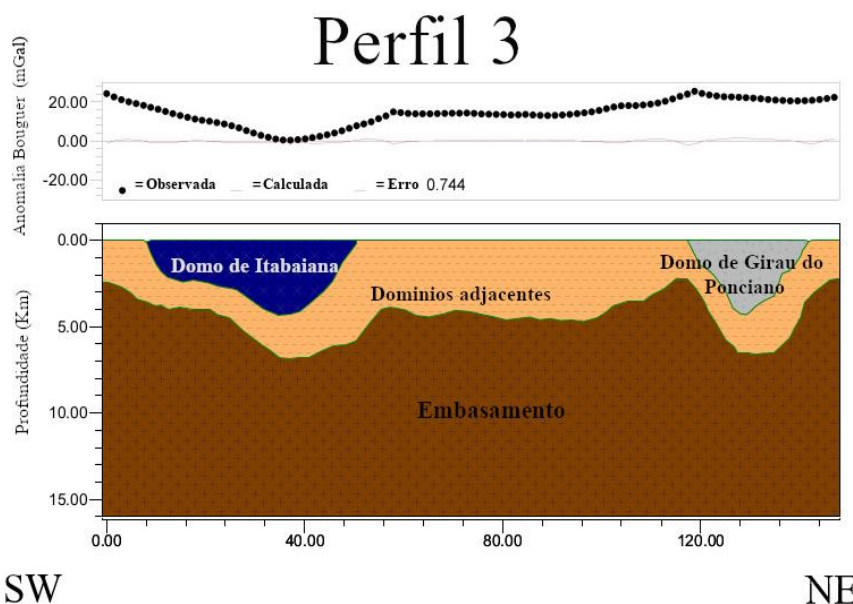 Perfil 3
Anomalia Bouguer (mGal)
20.00
0.00
-20.00
= Observada
= Calculada
= Erro 0.744
Profundidade (Km)
0.00
5.00
10.00
15.00
Domo de Itabaiana
Dominios adjacentes
Domo de Girau do
Ponciano
Embasamento
0.00
40.00
80.00
120.00
SW
NE